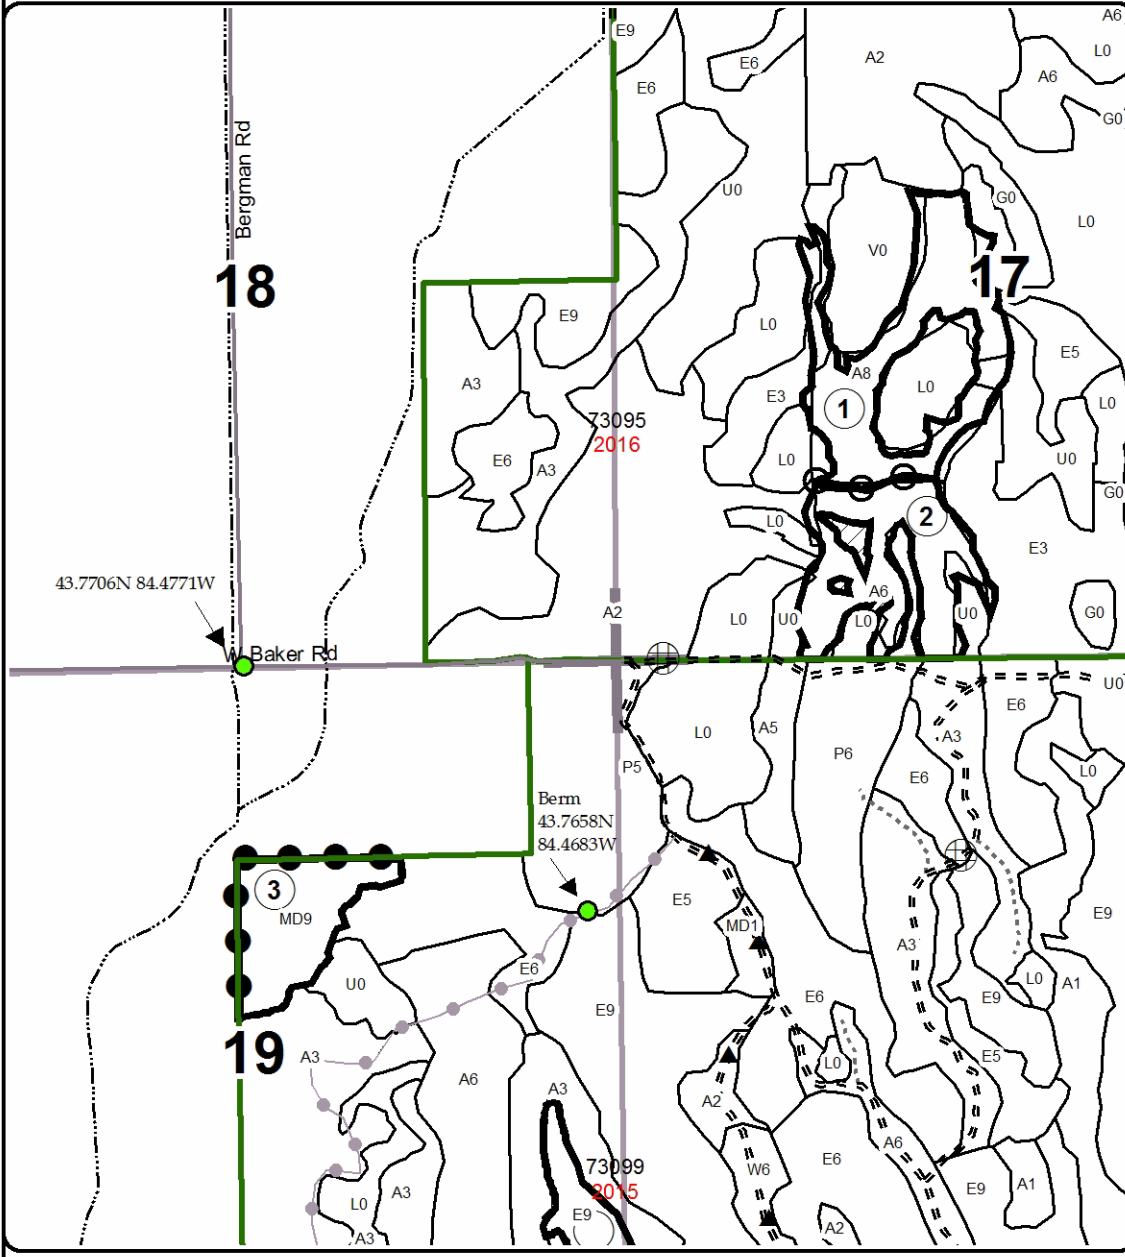 E9
A6
L0
A2
E6
A6
E6
G0
Bergman Rd
U0
G0
L0
V0
17
18
E9
L0
E5
A8
A3
L0
E3
L0
1
73095
2016
L0
U0
E6
A3
G0
2
L0
E3
43.7706N 84.4771W
A6
A2
L0
U0
L0
U0
G0
W Baker Rd
U0
E6
L0
A5
A3
P6
P5
E6
L0
Berm
43.7658N
84.4683W
3
MD9
E5
MD1
E9
A3
E6
U0
L0
A1
E6
E9
E9
19
A3
E5
L0
A6
A3
A2
A6
E6
73099
W6
2015
E9
A1
A3
L0
E9
A2
A3